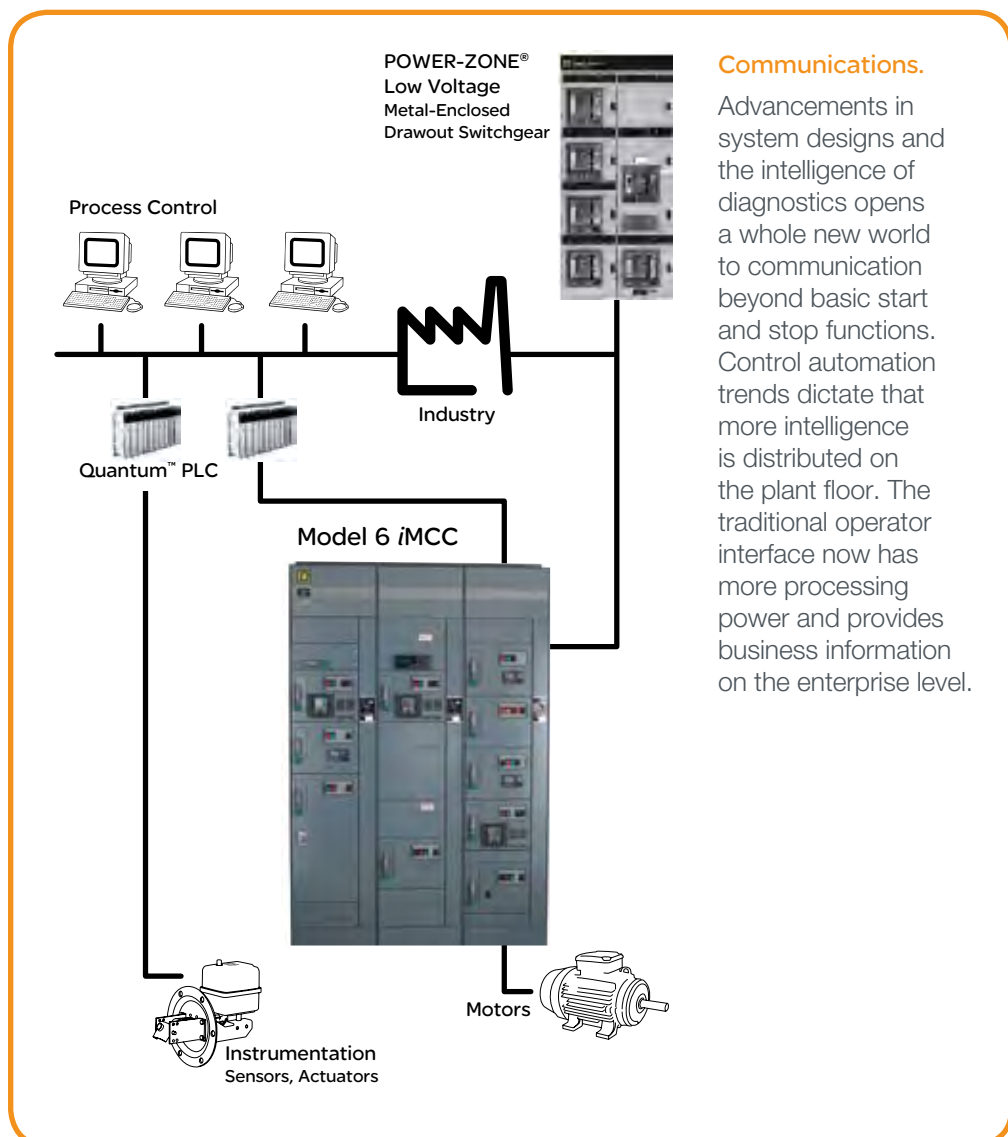 POWER-ZONE®
Low Voltage
Metal-Enclosed
Drawout Switchgear
Process Control
Industry
Quantum™ PLC
Model 6 iMCC
Motors
Instrumentation
Sensors, Actuators
Communications.
Advancements in
system designs and
the intelligence of
diagnostics opens
a whole new world
to communication
beyond basic start
and stop functions.
Control automation
trends dictate that
more intelligence
is distributed on
the plant floor. The
traditional operator
interface now has
more processing
power and provides
business information
on the enterprise level.